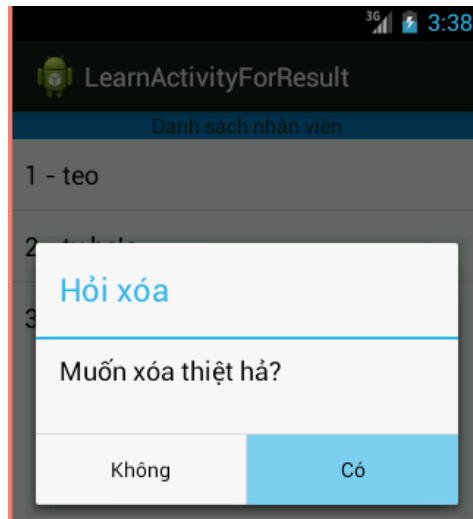 3G 3:38
LearnActivityForResult
Danh sách nhân viên
1 - teo
2
3
Hỏi xóa
Muốn xóa thiệt hả?
Không Có